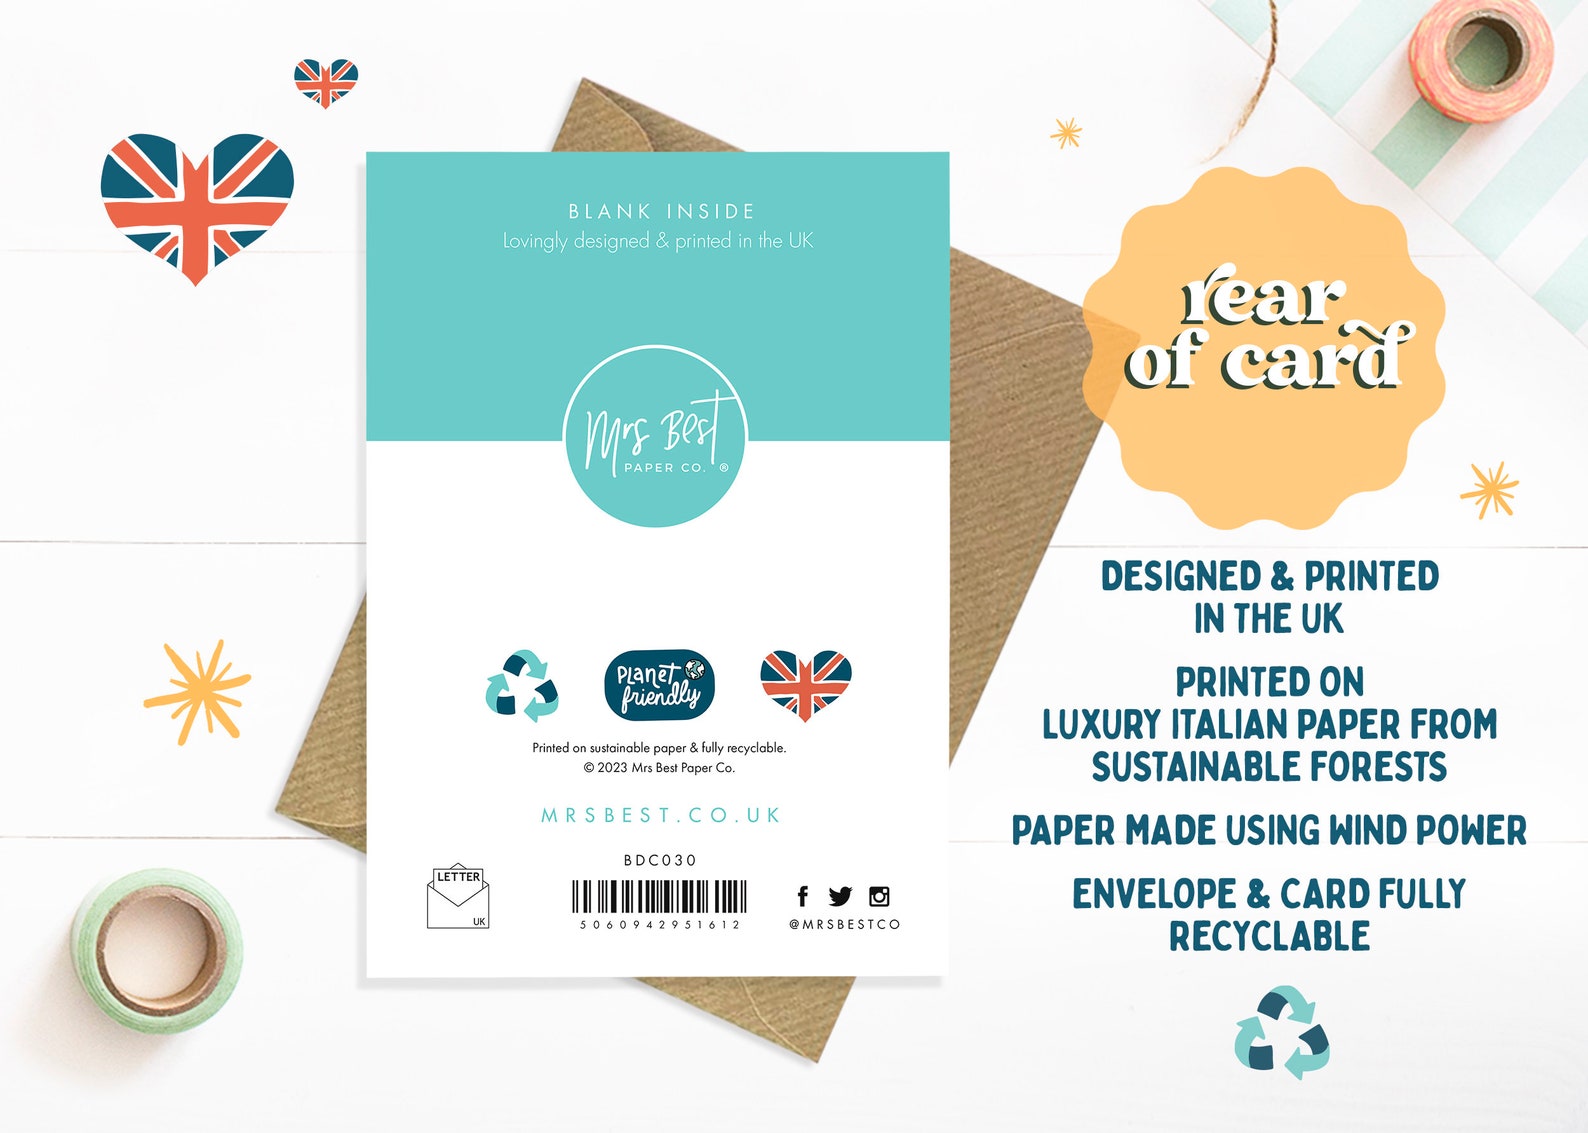 BLANK INSIDE
Lovingly designed & printed in the UK
Mrs Best
PAPER CO. ®
Planet
friendly
Printed on sustainable paper & fully recyclable.
© 2023 Mrs Best Paper Co.
MRSBEST.CO.UK
BDC030
LETTER
UK
5060942951612
@MRSBESTCO
rear
of card
DESIGNED & PRINTED
IN THE UK
PRINTED ON
LUXURY ITALIAN PAPER FROM
SUSTAINABLE FORESTS
PAPER MADE USING WIND POWER
ENVELOPE & CARD FULLY
RECYCLABLE